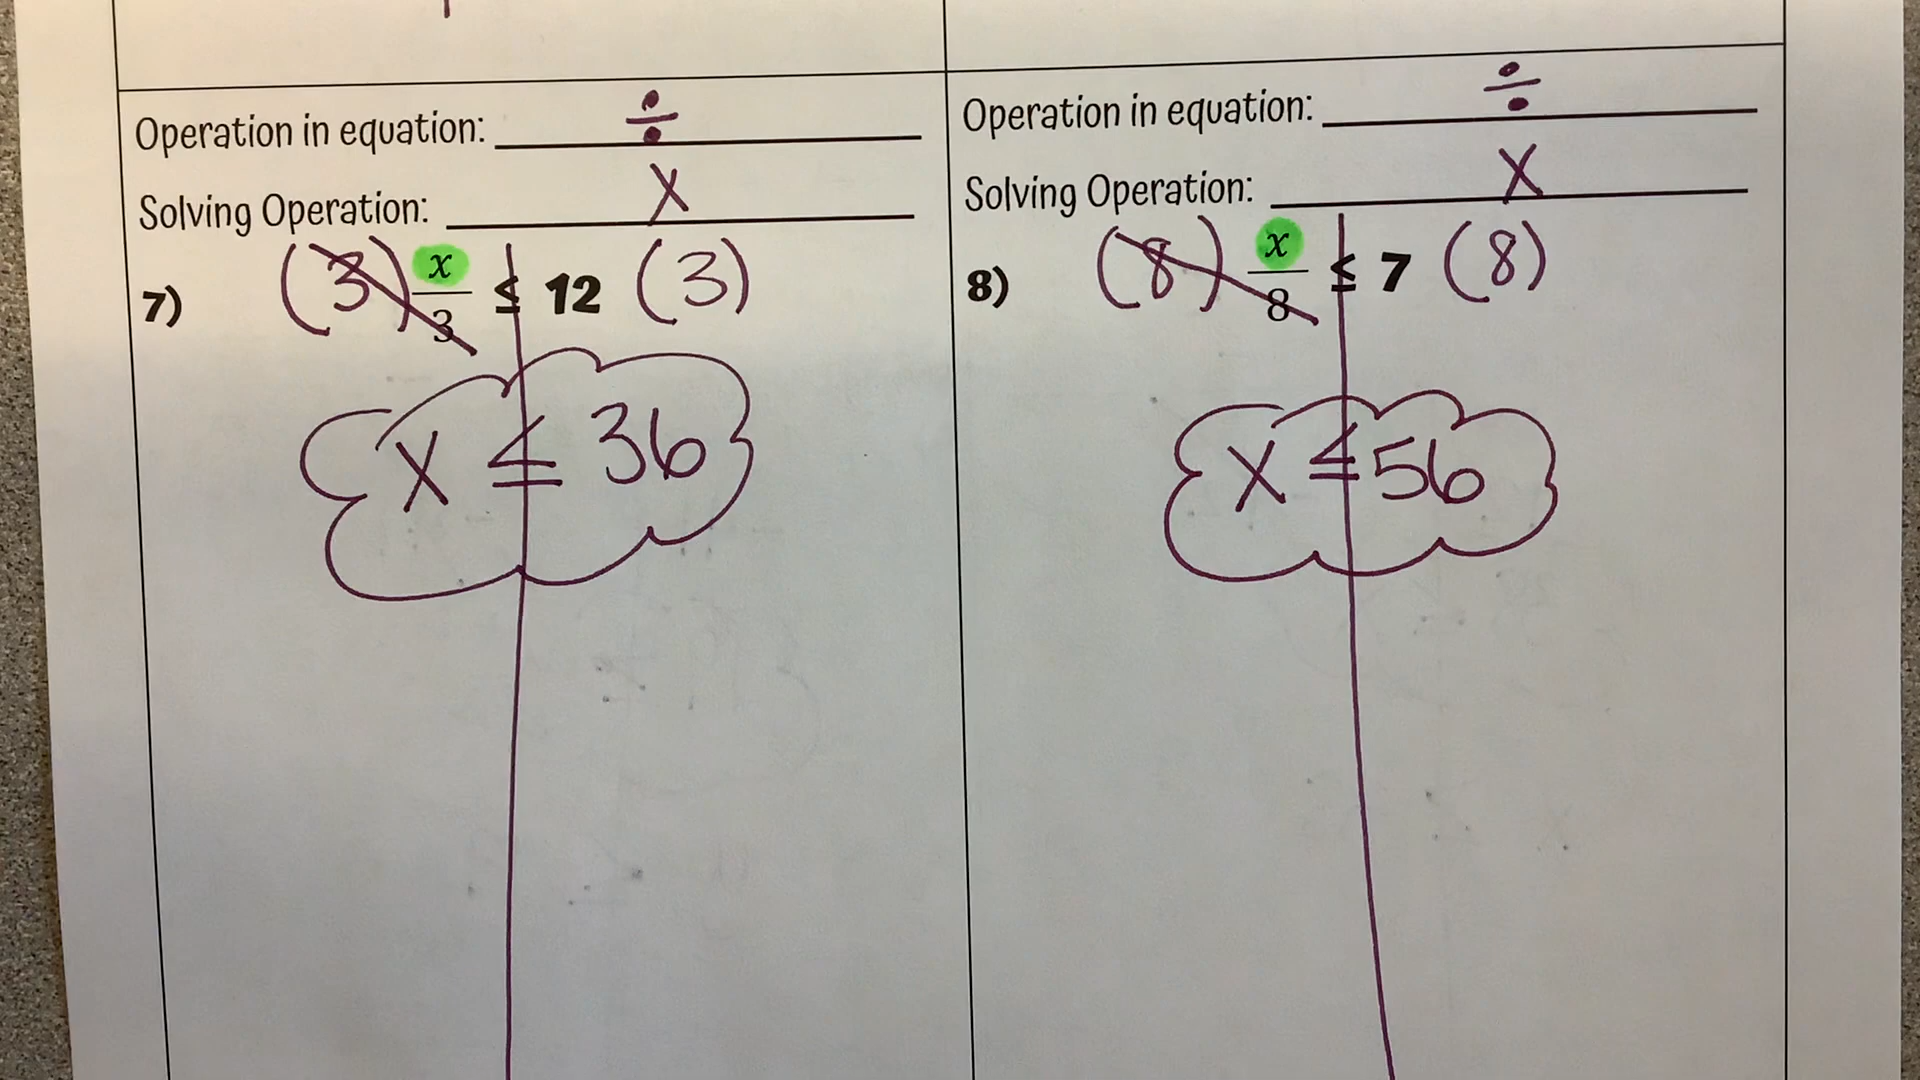 Operation in equation: ÷
Solving Operation: X
7) (3) x/3 ≤ 12 (3)
X ≤ 36
Operation in equation: ÷
Solving Operation: X
8) (8) x/8 ≤ 7 (8)
X ≤ 56